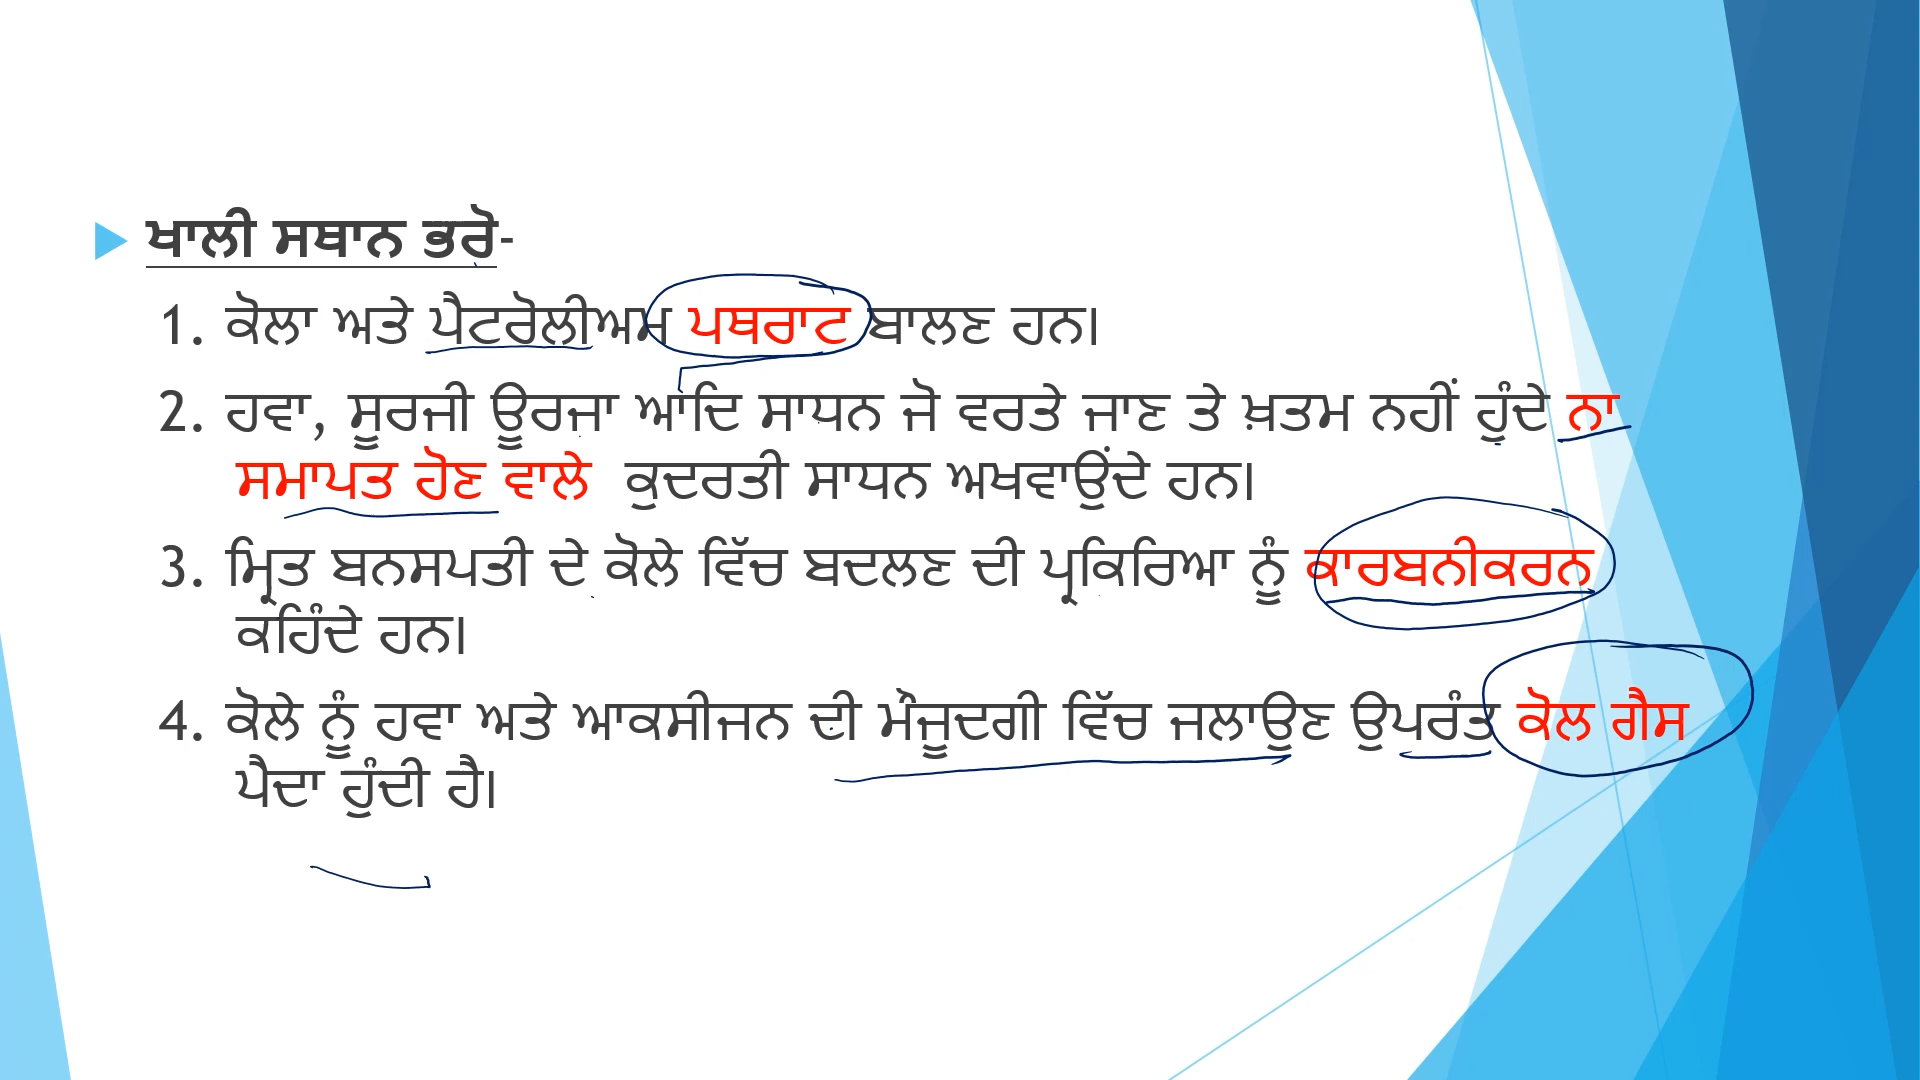 ਖਾਲੀ ਸਥਾਨ ਭਰੋ-
1. ਕੋਲਾ ਅਤੇ ਪੈਟਰੋਲੀਅਮ ਪਥਰਾਟ ਬਾਲਣ ਹਨ।
2. ਹਵਾ, ਸੂਰਜੀ ਊਰਜਾ ਆਦਿ ਸਾਧਨ ਜੋ ਵਰਤੇ ਜਾਣ ਤੇ ਖ਼ਤਮ ਨਹੀਂ ਹੁੰਦੇ ਨਾ
ਸਮਾਪਤ ਹੋਣ ਵਾਲੇ ਕੁਦਰਤੀ ਸਾਧਨ ਅਖਵਾਉਂਦੇ ਹਨ।
3. ਮ੍ਰਿਤ ਬਨਸਪਤੀ ਦੇ ਕੋਲੇ ਵਿੱਚ ਬਦਲਣ ਦੀ ਪ੍ਰਕਿਰਿਆ ਨੂੰ ਕਾਰਬਨੀਕਰਨ
ਕਹਿੰਦੇ ਹਨ।
4. ਕੋਲੇ ਨੂੰ ਹਵਾ ਅਤੇ ਆਕਸੀਜਨ ਦੀ ਮੌਜੂਦਗੀ ਵਿੱਚ ਜਲਾਉਣ ਉਪਰੰਤ ਕੋਲ ਗੈਸ
ਪੈਦਾ ਹੁੰਦੀ ਹੈ।